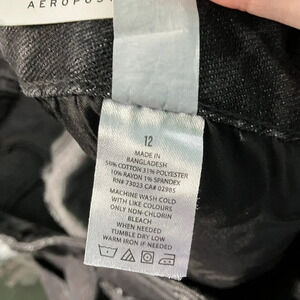 AEROPOST
12
MADE IN
BANGLADESH
58% COTTON 31% POLYESTER
10% RAYON 1% SPANDEX
RN# 73023 CA# 02985
MACHINE WASH COLD
WITH LIKE COLOURS
ONLY NON-CHLORIN
BLEACH
WHEN NEEDED
TUMBLE DRY LOW
WARM IRON IF NEEDED